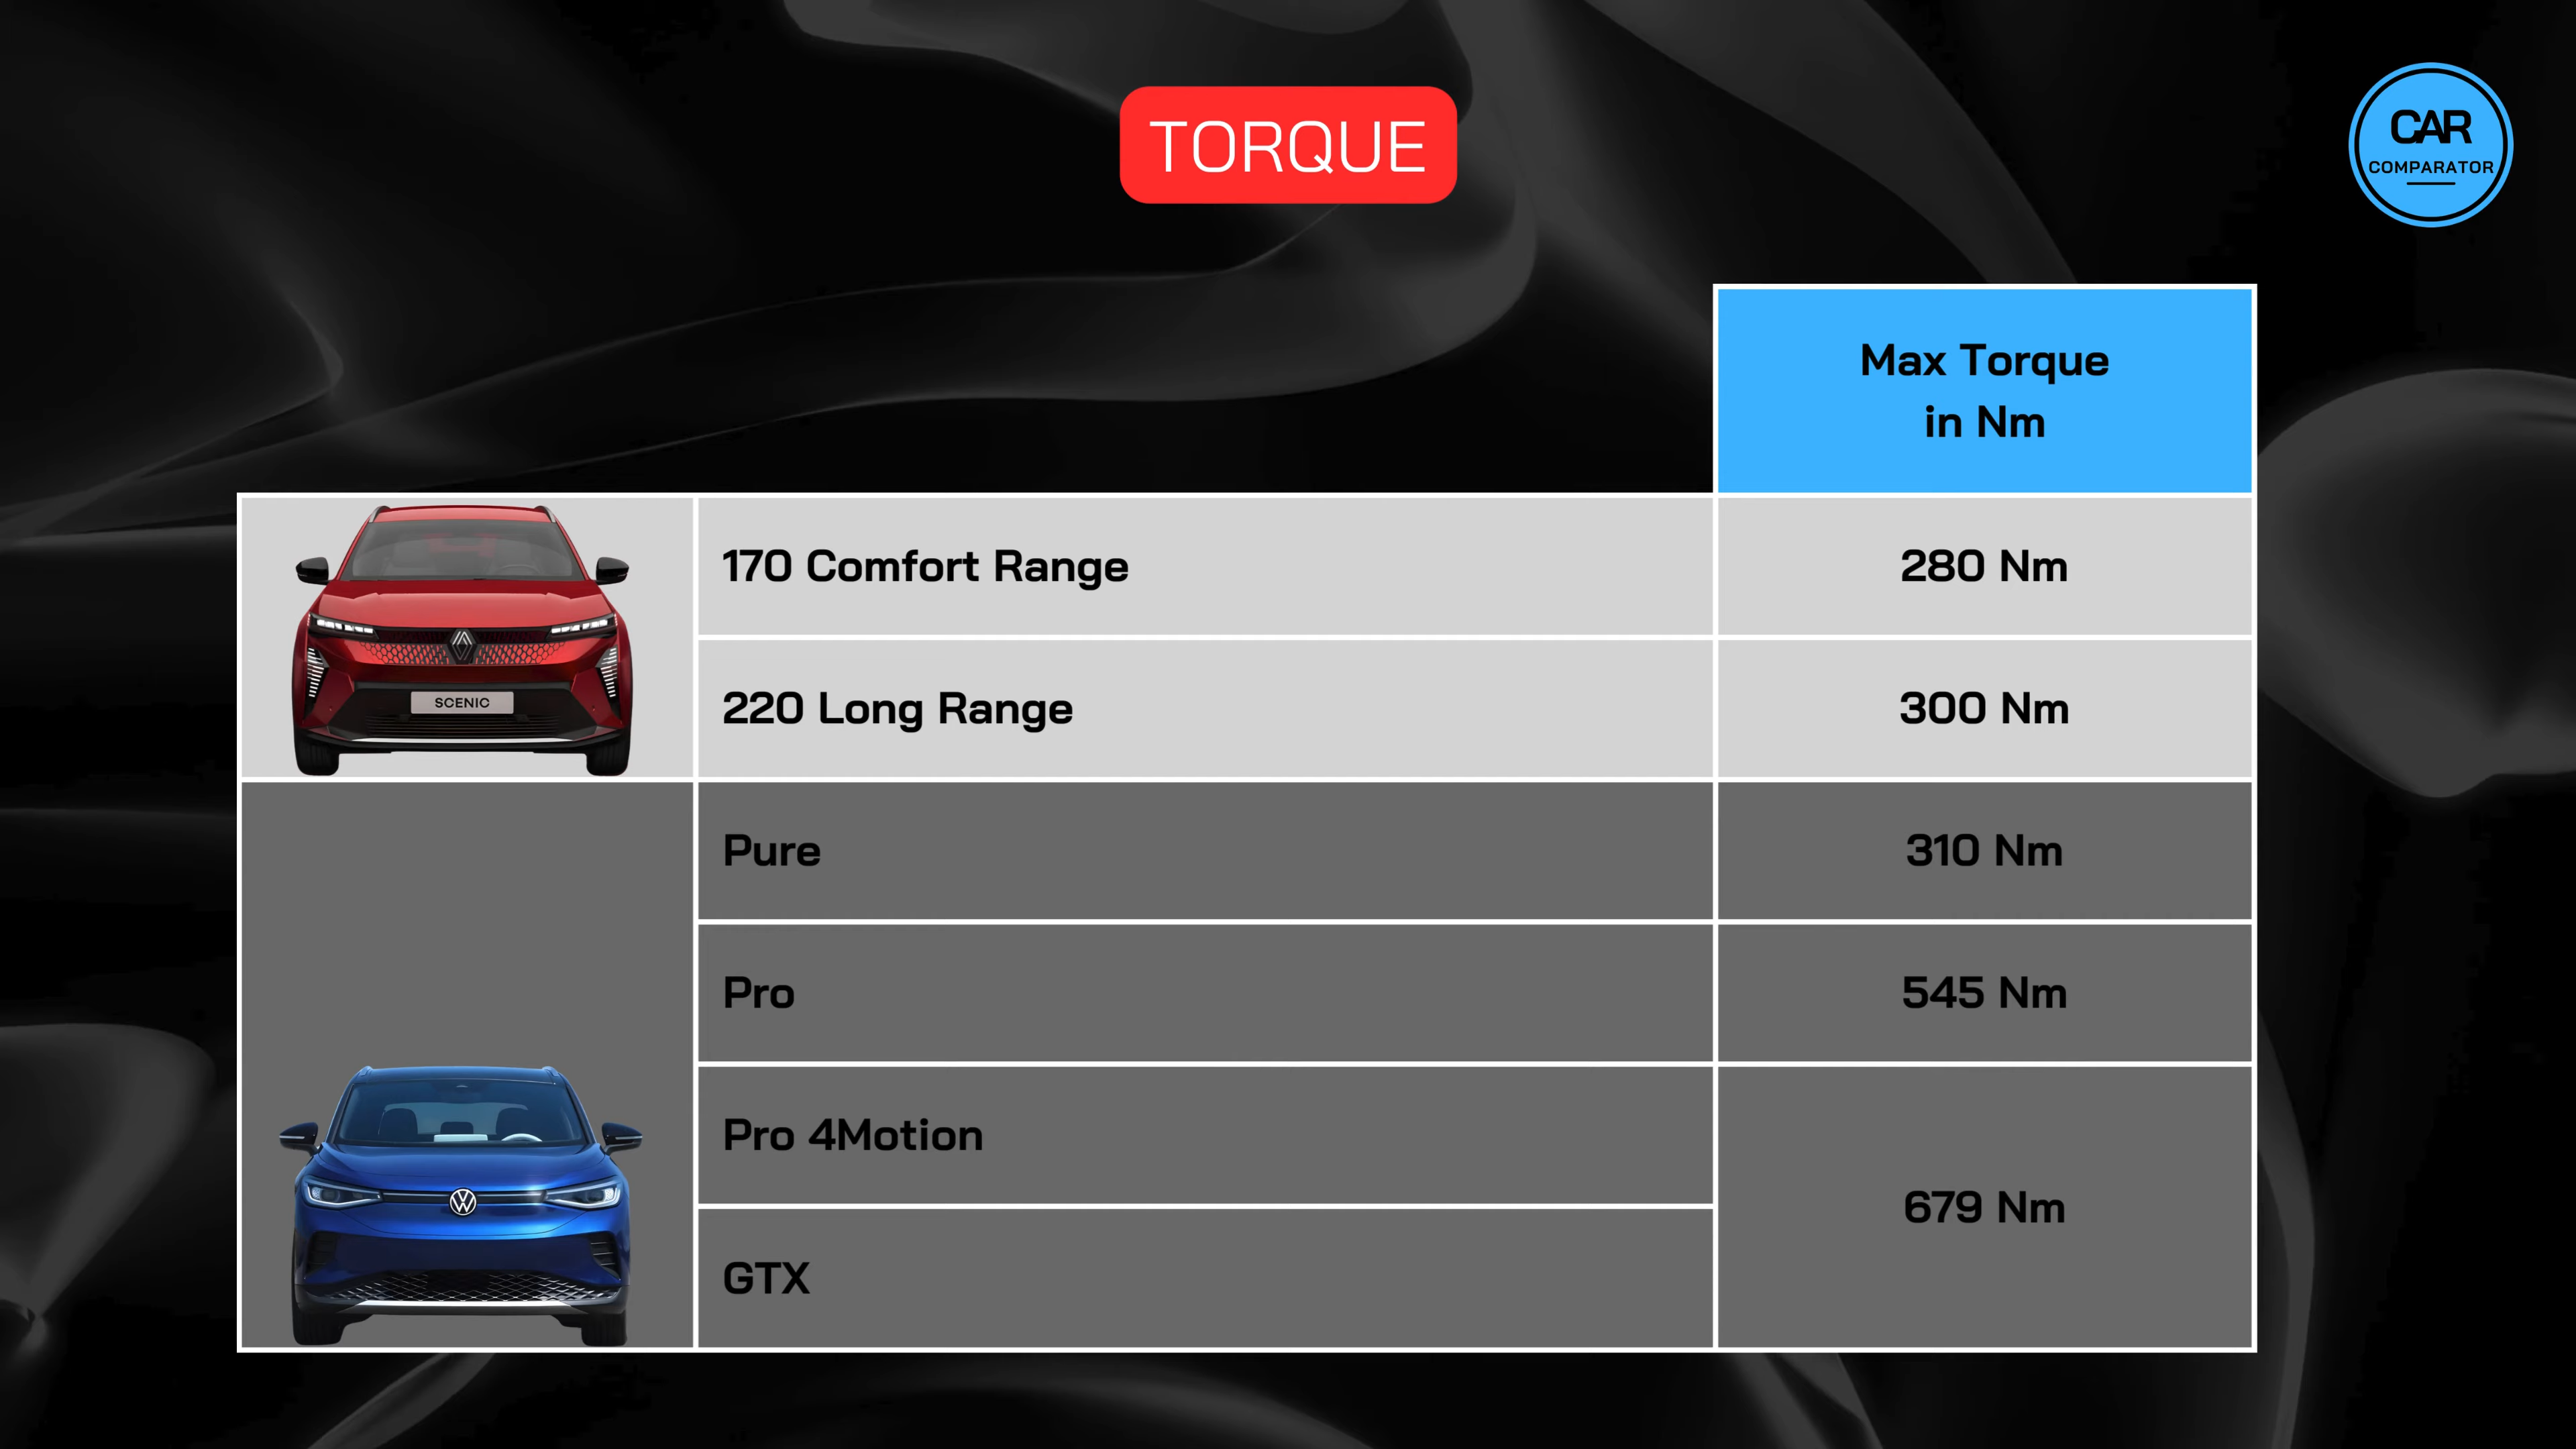 TORQUE
CAR
COMPARATOR
Max Torque
in Nm
170 Comfort Range
280 Nm
SCENIC
220 Long Range
300 Nm
Pure
310 Nm
Pro
545 Nm
Pro 4Motion
679 Nm
GTX